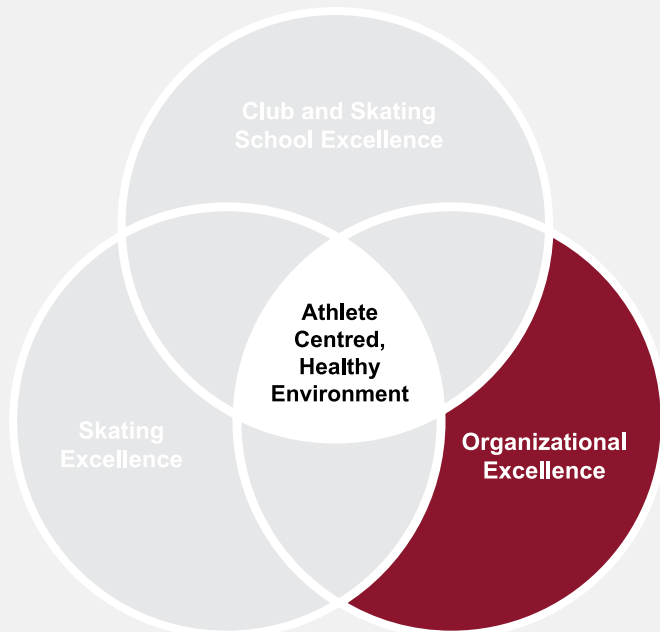 Club and Skating
School Excellence
Athlete
Centred,
Healthy
Environment
Skating
Excellence
Organizational
Excellence